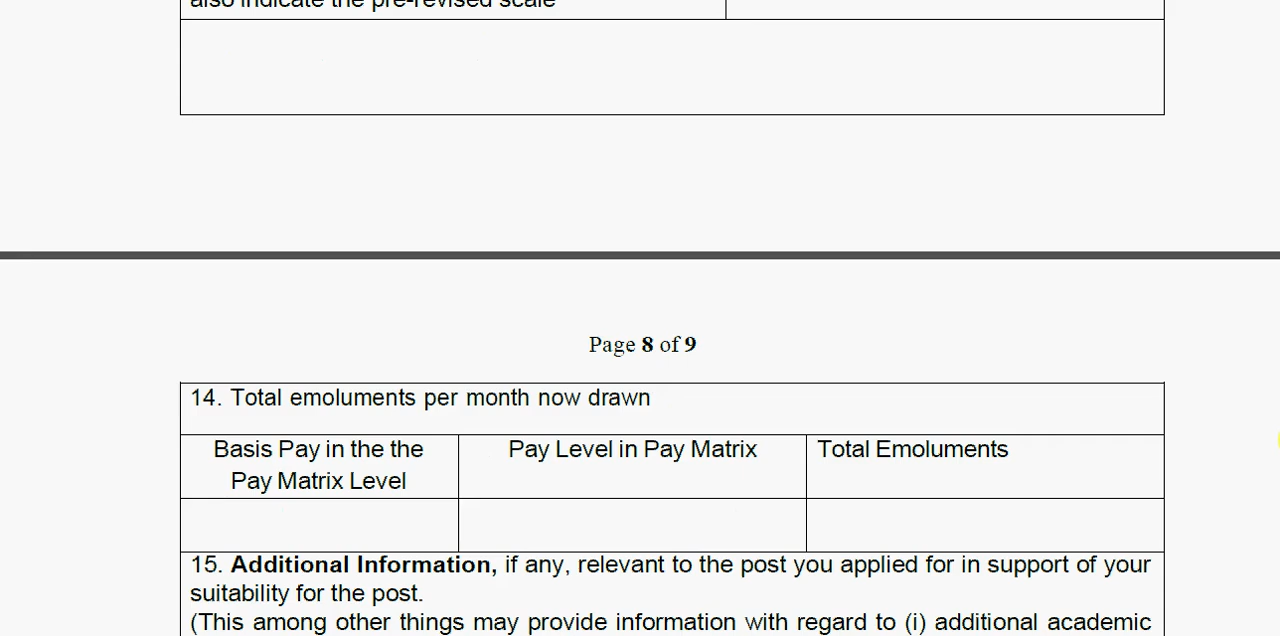 also indicate the pre-revised scale
Page 8 of 9
14. Total emoluments per month now drawn
Basis Pay in the the
Pay Matrix Level
Pay Level in Pay Matrix
Total Emoluments
15. Additional Information, if any, relevant to the post you applied for in support of your
suitability for the post.
(This among other things may provide information with regard to (i) additional academic